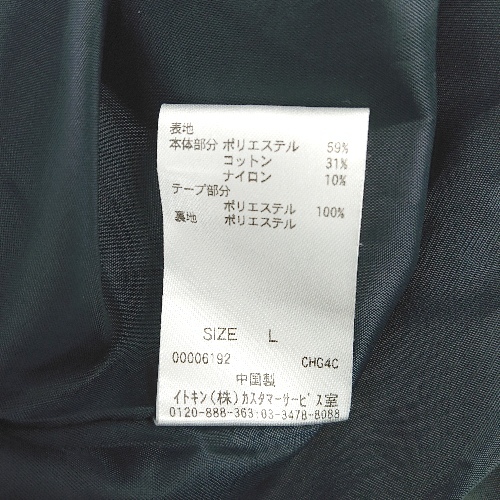 表地
本体部分 ポリエステル 59%
コットン 31%
ナイロン 10%
テープ部分
ポリエステル 100%
裏地 ポリエステル
SIZE L
00006192 CHG4C
中国製
イトキン(株)カスタマーサービス室
0120-888-363:03-3478-8088